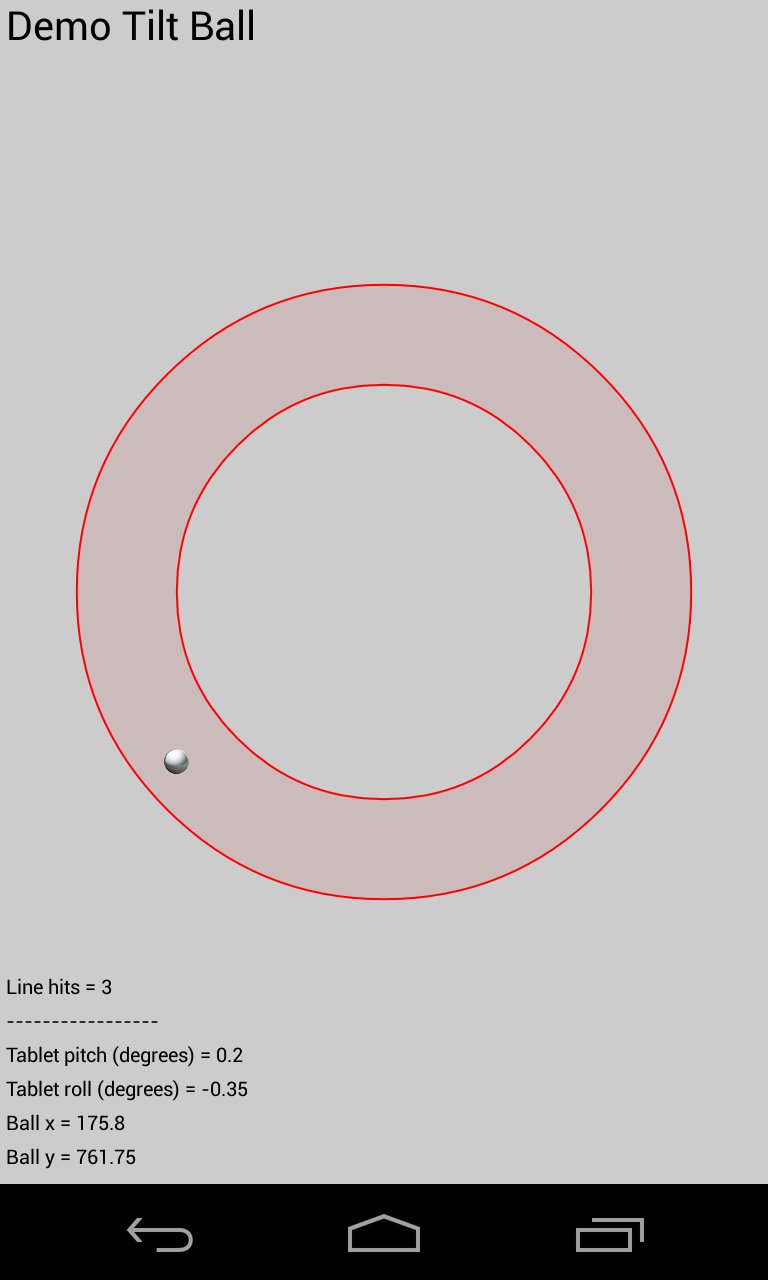 Demo Tilt Ball
Line hits = 3
-----------------
Tablet pitch (degrees) = 0.2
Tablet roll (degrees) = -0.35
Ball x = 175.8
Ball y = 761.75